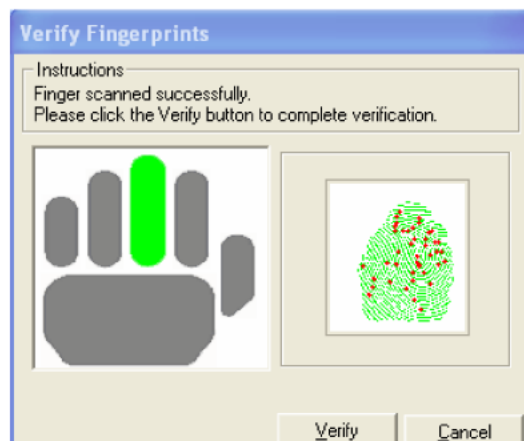 Verify Fingerprints
Instructions
Finger scanned successfully.
Please click the Verify button to complete verification.
Verify
Cancel